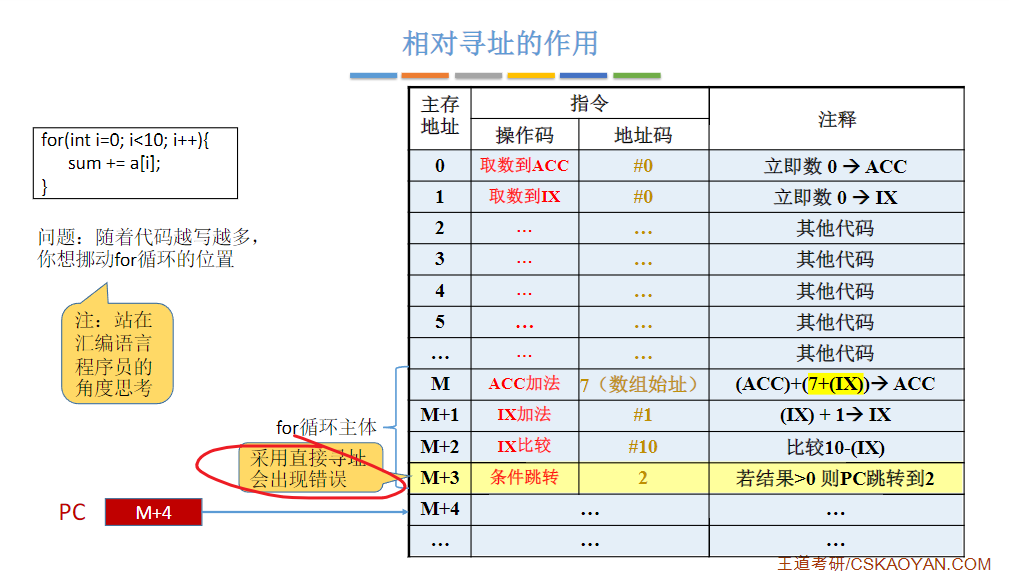 相对寻址的作用
for(int i=0; i<10; i++){
sum += a[i];
}
问题：随着代码越写越多，
你想挪动for循环的位置
注：站在
汇编语言
程序员的
角度思考
for循环主体
采用直接寻址
会出现错误
PC M+4
主存地址 指令 注释
操作码 地址码
0 取数到ACC #0 立即数 0 → ACC
1 取数到IX #0 立即数 0 → IX
2 … … 其他代码
3 … … 其他代码
4 … … 其他代码
5 … … 其他代码
… … … 其他代码
M ACC加法 7（数组始址） (ACC)+(7+(IX))→ ACC
M+1 IX加法 #1 (IX) + 1→ IX
M+2 IX比较 #10 比较10-(IX)
M+3 条件跳转 2 若结果>0 则PC跳转到2
M+4 … …
… … …
王道考研/CSKAOYAN.COM